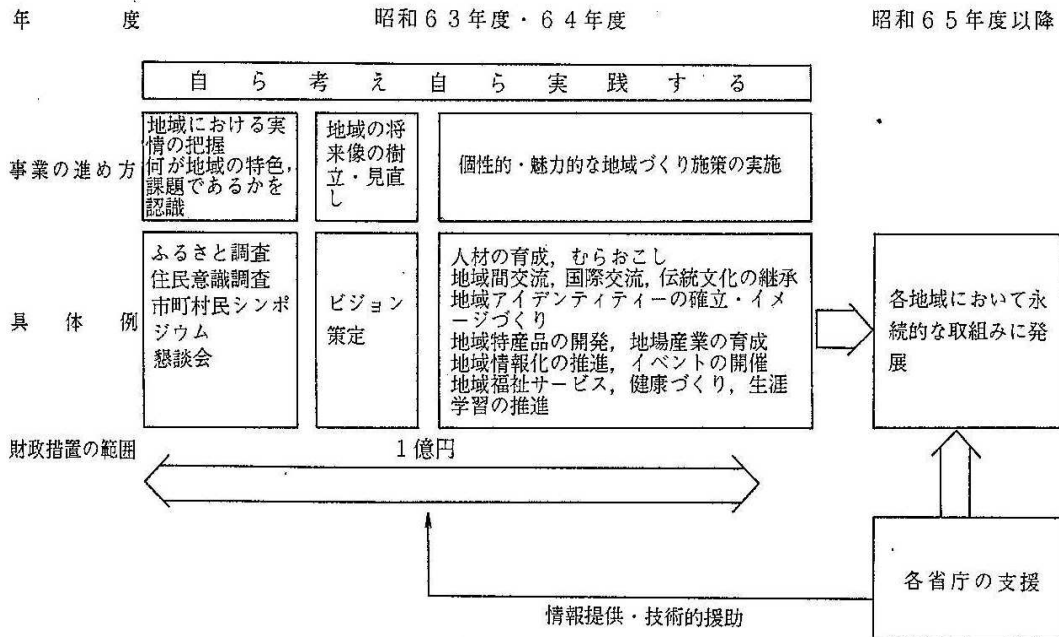 年度
昭和63年度・64年度
昭和65年度以降
自ら考え自ら実践する
事業の進め方
地域における実
情の把握
何が地域の特色，
課題であるかを
認識
地域の将
来像の樹
立・見直
し
個性的・魅力的な地域づくり施策の実施
具体例
ふるさと調査
住民意識調査
市町村民シンポ
ジウム
懇談会
ビジョン
策定
人材の育成，むらおこし
地域間交流，国際交流，伝統文化の継承
地域アイデンティティーの確立・イメ
ージづくり
地域特産品の開発，地場産業の育成
地域情報化の推進，イベントの開催
地域福祉サービス，健康づくり，生涯
学習の推進
各地域において永
続的な取組みに発
展
財政措置の範囲
1億円
各省庁の支援
情報提供・技術的援助